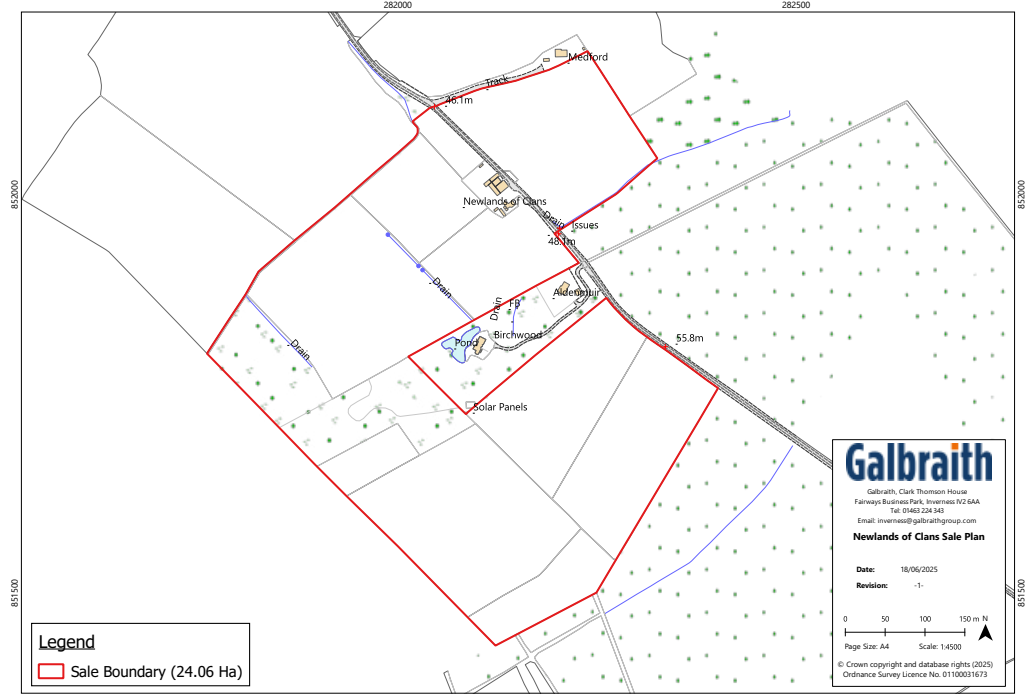 282000
282500
852000
852000
Medford
Track
46.1m
Newlands of Clans
Drain
Issues
48.1m
Drain
Aldenmuir
FB
Drain
Birchwood
Pond
Drain
55.8m
Solar Panels
851500
851500
Galbraith
Galbraith, Clark Thomson House
Fairways Business Park, Inverness IV2 6AA
Tel: 01463 224 343
Email: inverness@galbraithgroup.com
Newlands of Clans Sale Plan
Date: 18/06/2025
Revision: -1-
0 50 100 150 m N
Page Size: A4 Scale: 1:4500
© Crown copyright and database rights (2025)
Ordnance Survey Licence No. 01100031673
Legend
Sale Boundary (24.06 Ha)